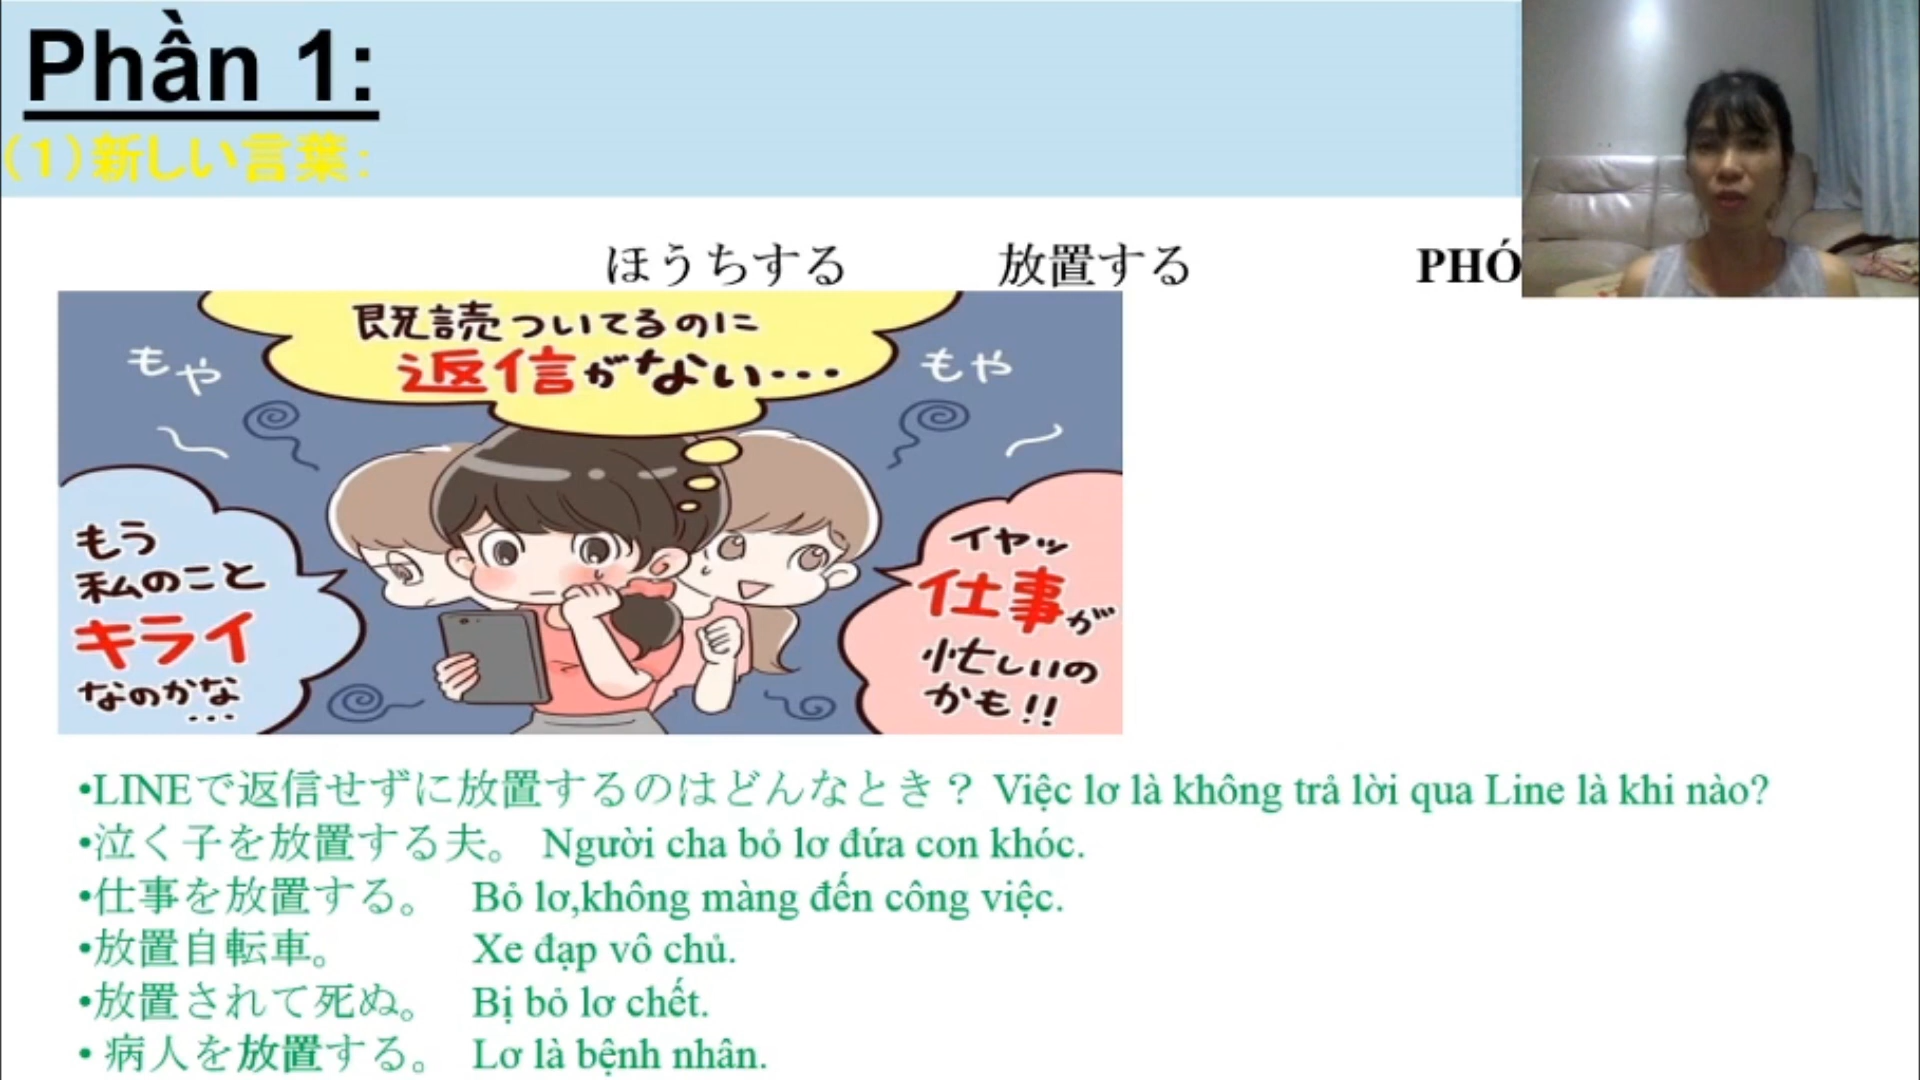 Phần 1:
(1)新しい言葉:
ほうちする 放置する PHÓ
既読ついてるのに
返信がない・・・
もや
もや
もう
私のこと
キライ
なのかな
・・・
イヤッ
仕事が
忙しいの
かも!!
•LINEで返信せずに放置するのはどんなとき？ Việc lơ là không trả lời qua Line là khi nào?
•泣く子を放置する夫。 Người cha bỏ lơ đứa con khóc.
•仕事を放置する。 Bỏ lơ,không màng đến công việc.
•放置自転車。 Xe đạp vô chủ.
•放置されて死ぬ。 Bị bỏ lơ chết.
• 病人を放置する。 Lơ là bệnh nhân.